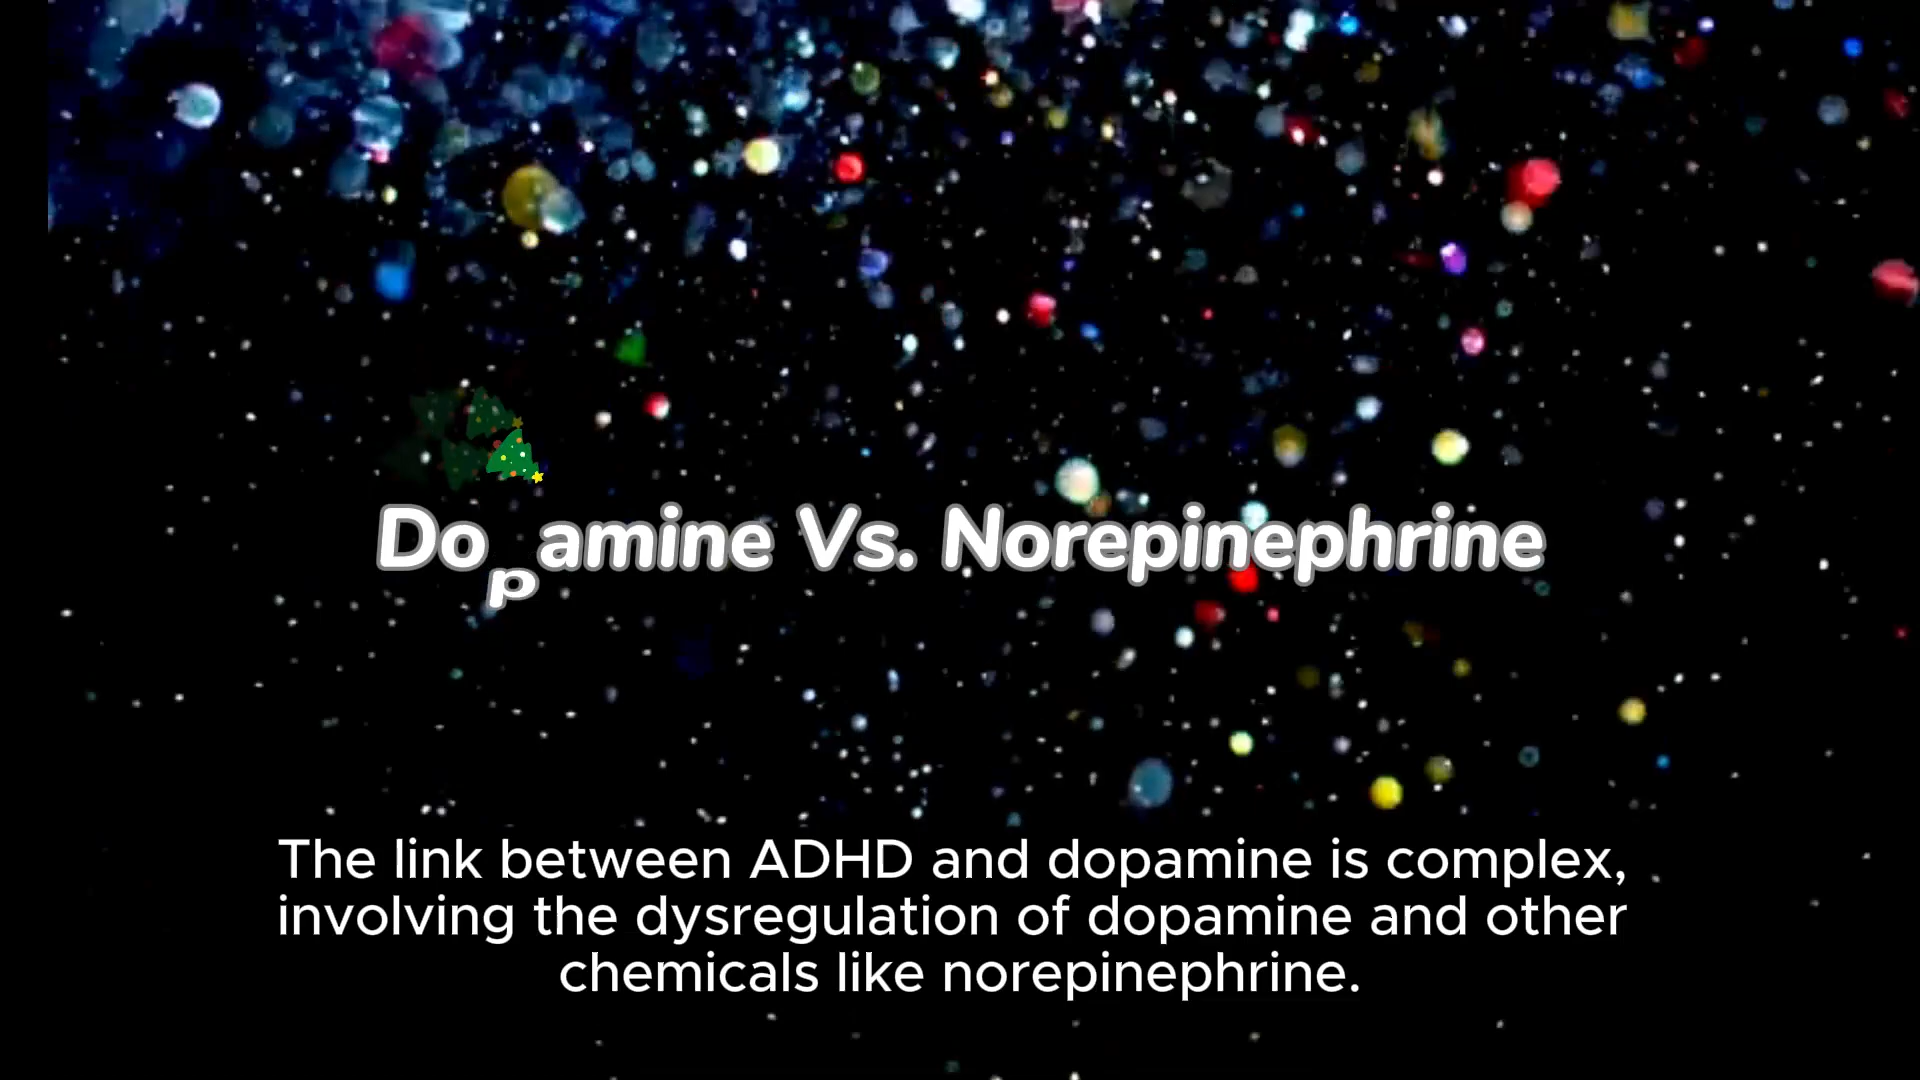 Dopamine Vs. Norepinephrine
The link between ADHD and dopamine is complex,
involving the dysregulation of dopamine and other
chemicals like norepinephrine.